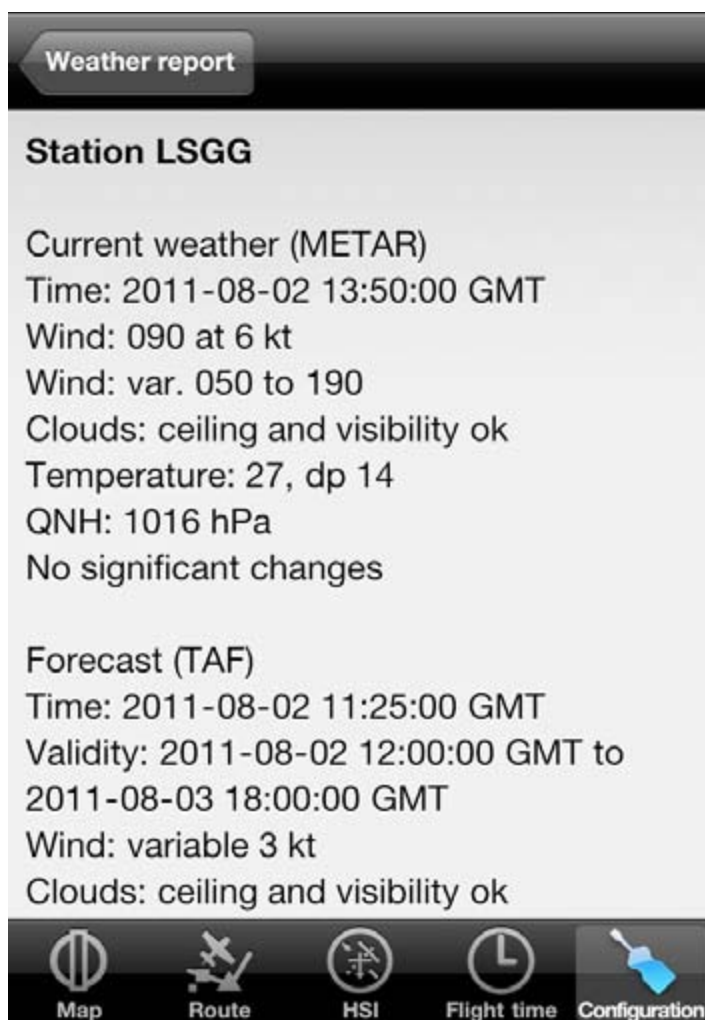 Weather report
Station LSGG
Current weather (METAR)
Time: 2011-08-02 13:50:00 GMT
Wind: 090 at 6 kt
Wind: var. 050 to 190
Clouds: ceiling and visibility ok
Temperature: 27, dp 14
QNH: 1016 hPa
No significant changes
Forecast (TAF)
Time: 2011-08-02 11:25:00 GMT
Validity: 2011-08-02 12:00:00 GMT to
2011-08-03 18:00:00 GMT
Wind: variable 3 kt
Clouds: ceiling and visibility ok
Map Route HSI Flight time Configuration